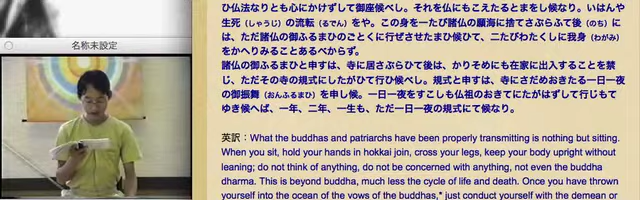 ひ仏法なりとも心にかけずして御座候べし。それを仏にもこえたるとまをし候なり。いはんや
生死（しゃうじ）の流転（るでん）をや。この身を一たび諸仏の願海に捨てさぶらふて後（のち）に
は、ただ諸仏の御ふるまひのごとくに行ぜさせたまひ候ひて、二たびわたくしに我身（わがみ）
をかへりみることあるべからず。
諸仏の御ふるまひと申すは、寺に居さぶらひて後は、かりそめにも在家に出入することを禁
じ、ただその寺の規式にしたがひて行ひ候べし。規式と申すは、寺にさだめおきたる一日一夜
の御振舞（おんふるまひ）を申し候。一日一夜をすこしも仏祖のおきてにたがはずして行じもて
ゆき候へば、一年、二年、一生も、ただ一日一夜の規式にて候なり。
名称未設定
英訳：What the buddhas and patriarchs have been properly transmitting is nothing but sitting.
When you sit, hold your hands in hokkai join, cross your legs, keep your body upright without
leaning; do not think of anything, do not be concerned with anything, not even the buddha
dharma. This is beyond buddha, much less the cycle of life and death. Once you have thrown
yourself into the ocean of the vows of the buddhas,* just conduct yourself with the demean or